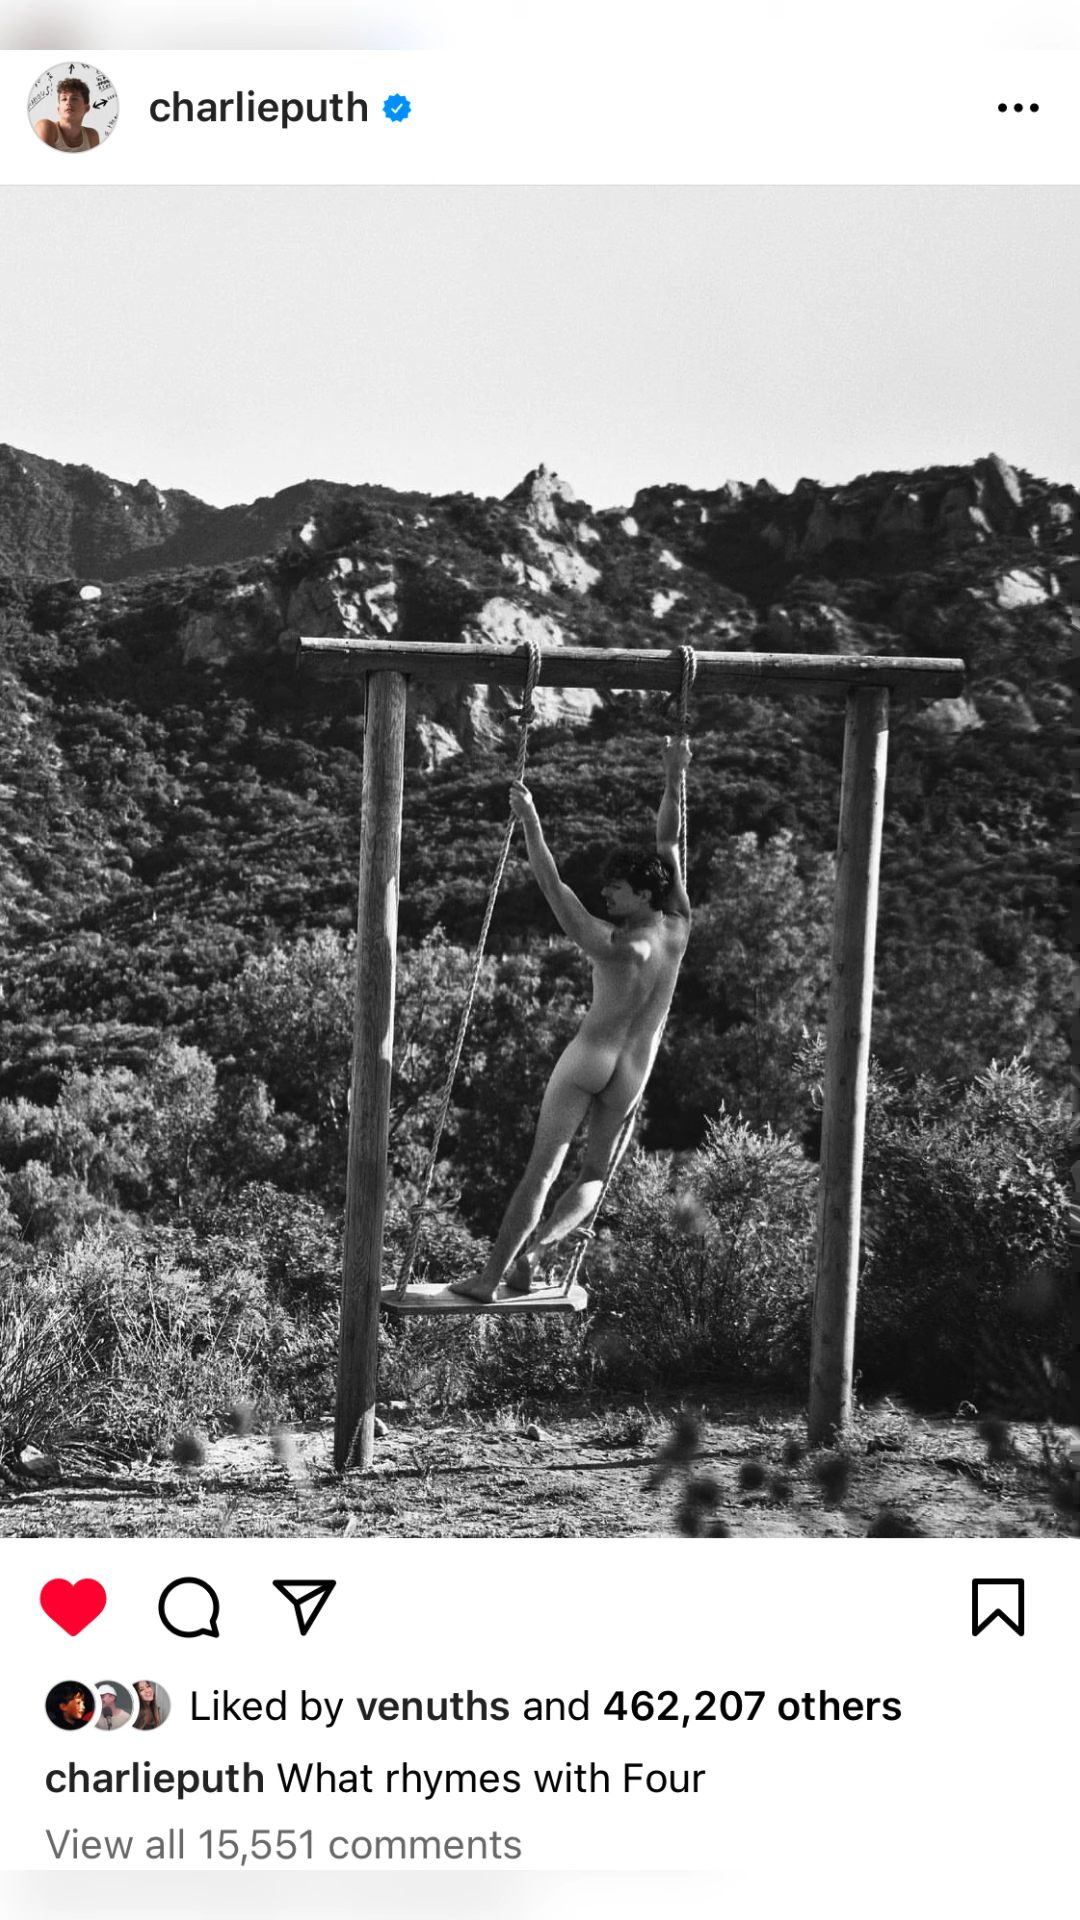 charlieputh
Liked by venuths and 462,207 others
charlieputh What rhymes with Four
View all 15,551 comments